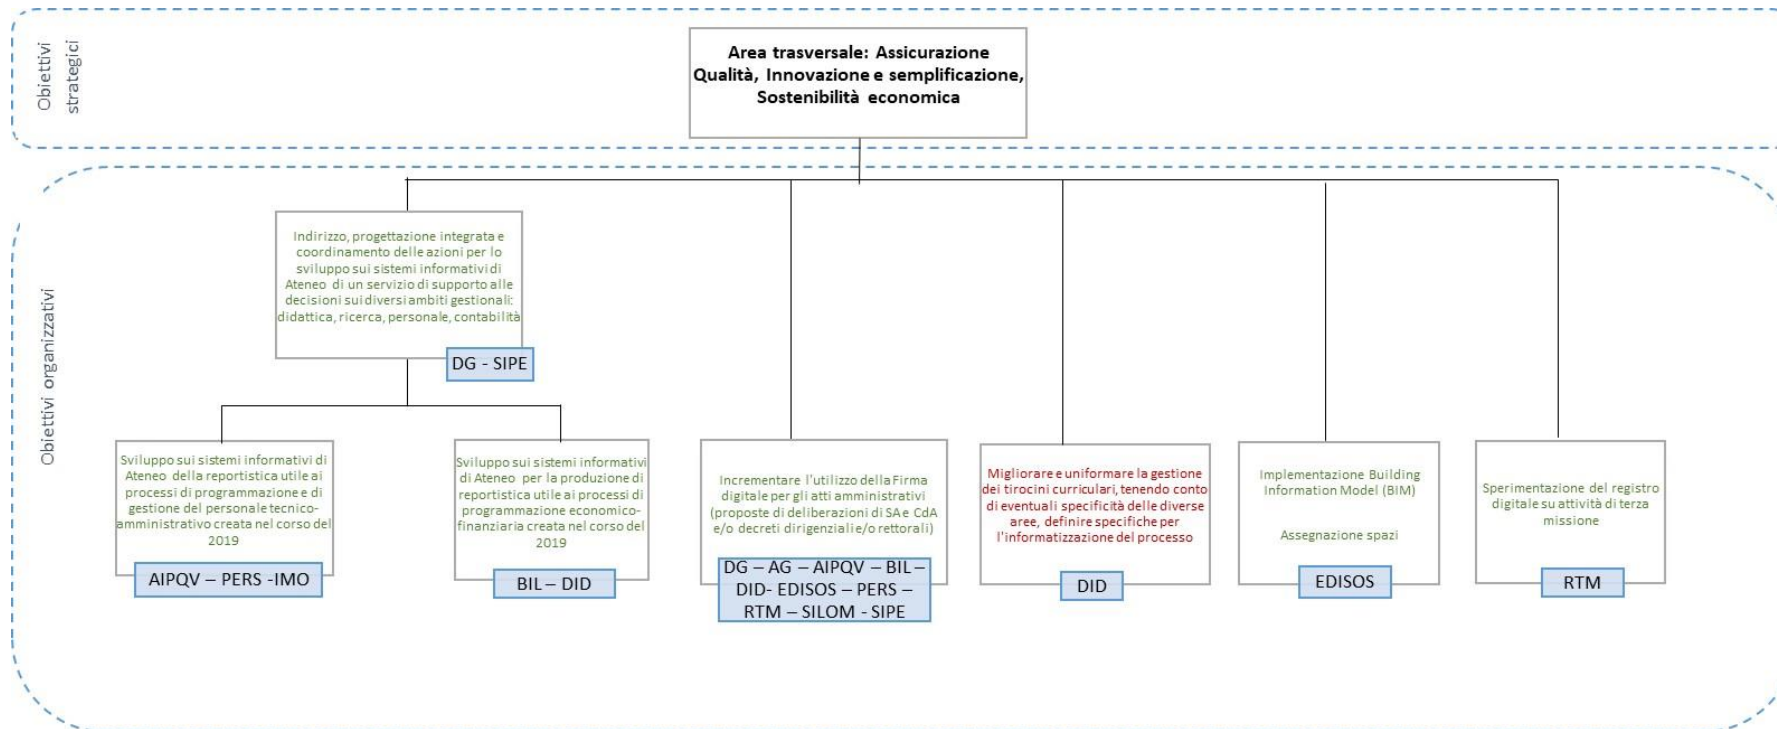 Obiettivi
strategici
Area trasversale: Assicurazione
Qualità, Innovazione e semplificazione,
Sostenibilità economica
Obiettivi organizzativi
Indirizzo, progettazione integrata e
coordinamento delle azioni per lo
sviluppo sui sistemi informativi di
Ateneo di un servizio di supporto alle
decisioni sui diversi ambiti gestionali:
didattica, ricerca, personale, contabilità
DG - SIPE
Sviluppo sui sistemi informativi di
Ateneo della reportistica utile ai
processi di programmazione e di
gestione del personale tecnico-
amministrativo creata nel corso del
2019
AIPQV – PERS -IMO
Sviluppo sui sistemi informativi
di Ateneo per la produzione di
reportistica utile ai processi di
programmazione economico-
finanziaria creata nel corso del
2019
BIL – DID
Incrementare l'utilizzo della Firma
digitale per gli atti amministrativi
(proposte di deliberazioni di SA e CdA
e/o decreti dirigenziali e/o rettorali)
DG – AG – AIPQV – BIL –
DID- EDISOS – PERS –
RTM – SILOM - SIPE
Migliorare e uniformare la gestione
dei tirocini curriculari, tenendo conto
di eventuali specificità delle diverse
aree, definire specifiche per
l'informatizzazione del processo
DID
Implementazione Building
Information Model (BIM)
Assegnazione spazi
EDISOS
Sperimentazione del registro
digitale su attività di terza
missione
RTM